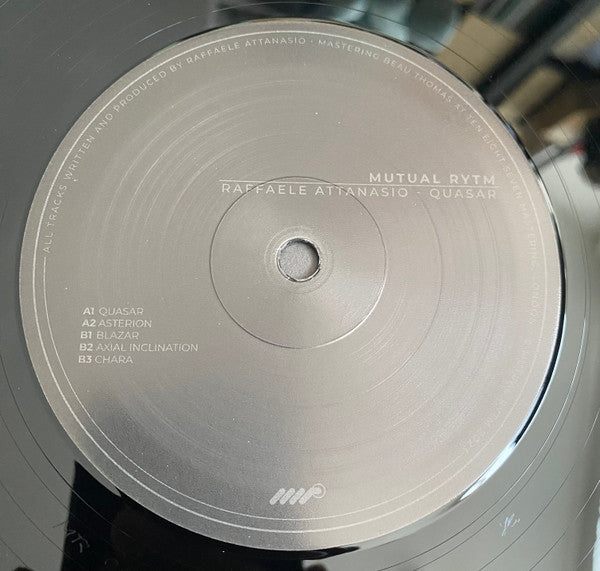 ALL TRACKS WRITTEN AND PRODUCED BY RAFFAELE ATTANASIO • MASTERING BEAU THOMAS AT TEN EIGHT SEVEN MASTERING
MUTUAL RYTM
RAFFAELE ATTANASIO - QUASAR
A1 QUASAR
A2 ASTERION
B1 BLAZAR
B2 AXIAL INCLINATION
B3 CHARA